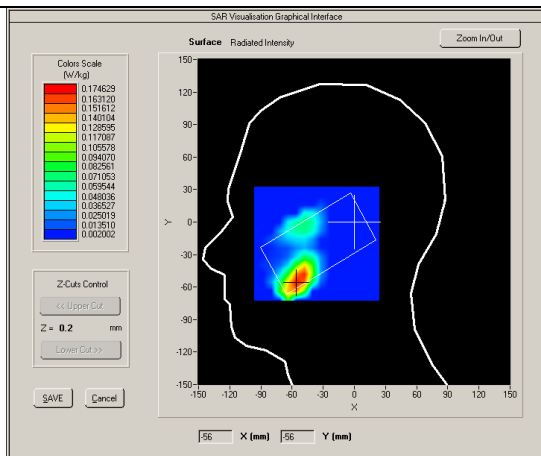 SAR Visualisation Graphical Interface
Surface Radiated Intensity
Zoom In/Out
Colors Scale
(W/kg)
0.174629
0.163120
0.151612
0.140104
0.128595
0.117087
0.105578
0.094070
0.082561
0.071053
0.059544
0.048036
0.036527
0.025019
0.013510
0.002002
Z-Cuts Control
<< Upper Cut
Z = 0.2 mm
Lower Cut >>
SAVE Cancel
150-
120-
90-
60-
30-
Y 0-
-30-
-60-
-90-
-120-
-150-
-150 -120 -90 -60 -30 0 30 60 90 120 150
X
-56 X (mm) -56 Y (mm)